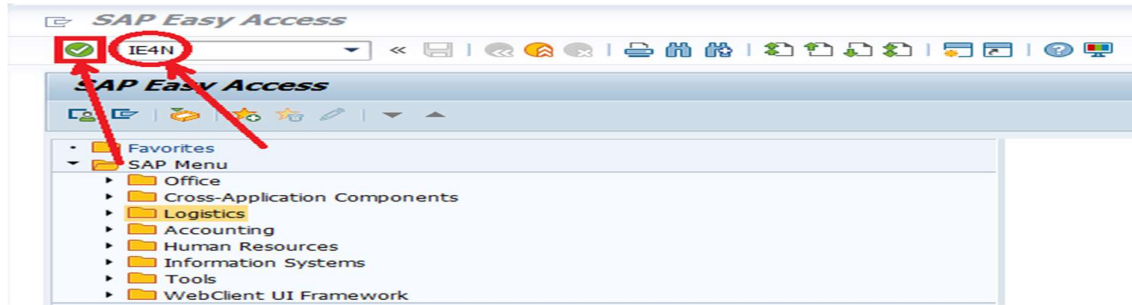 SAP Easy Access
IE4N
SAP Easy Access
Favorites
SAP Menu
Office
Cross-Application Components
Logistics
Accounting
Human Resources
Information Systems
Tools
WebClient UI Framework